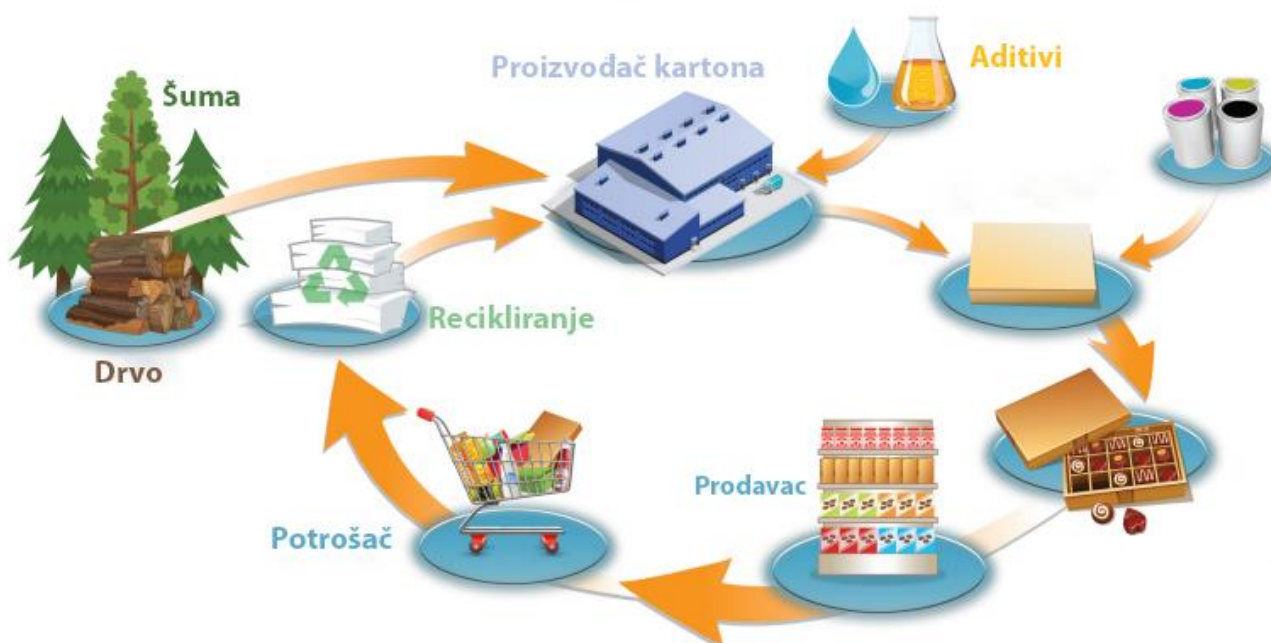 Šuma
Proizvođač kartona
Aditivi
Drvo
Recikliranje
Potrošač
Prodavac